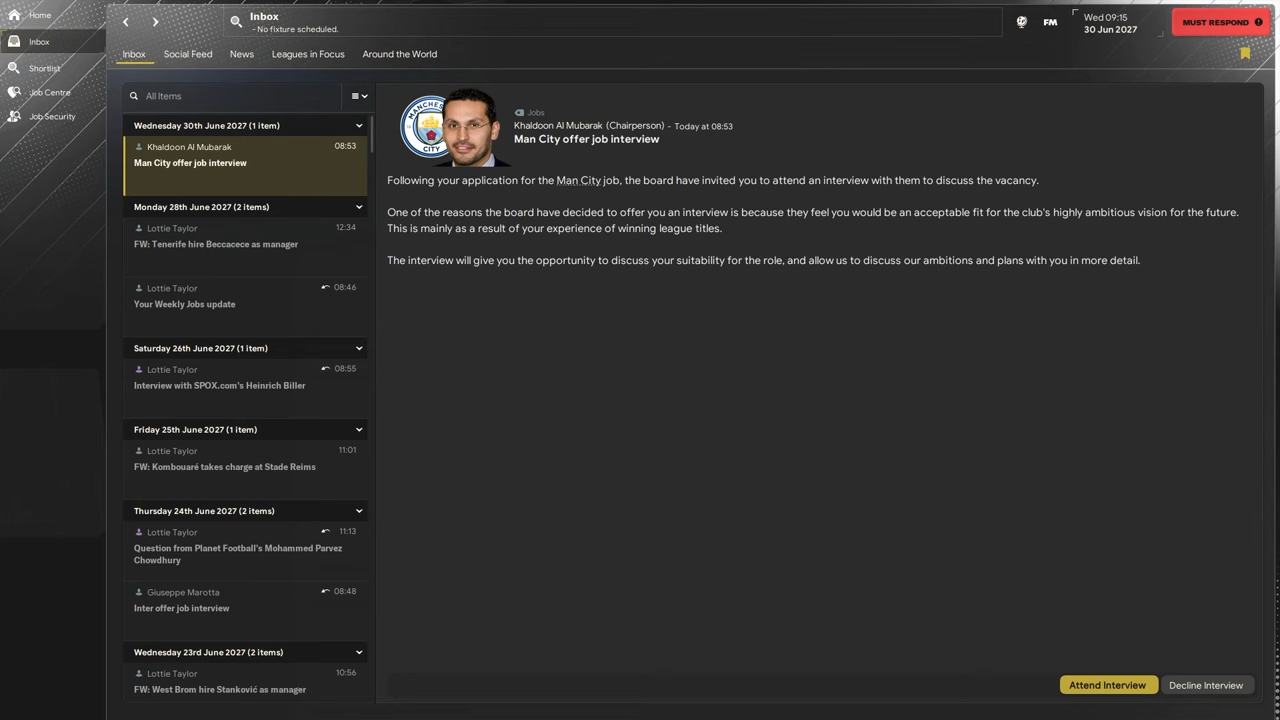 Home
Inbox
Shortlist
Job Centre
Job Security
Inbox
- No fixture scheduled.
FM
Wed 09:15
30 Jun 2027
MUST RESPOND
Inbox
Social Feed
News
Leagues in Focus
Around the World
All Items
Wednesday 30th June 2027 (1 item)
Khaldoon Al Mubarak
08:53
Man City offer job interview
Monday 28th June 2027 (2 items)
Lottie Taylor
12:34
FW: Tenerife hire Beccacece as manager
Lottie Taylor
08:46
Your Weekly Jobs update
Saturday 26th June 2027 (1 item)
Lottie Taylor
08:55
Interview with SPOX.com's Heinrich Biller
Friday 25th June 2027 (1 item)
Lottie Taylor
11:01
FW: Kombouaré takes charge at Stade Reims
Thursday 24th June 2027 (2 items)
Lottie Taylor
11:13
Question from Planet Football's Mohammed Parvez
Chowdhury
Giuseppe Marotta
08:48
Inter offer job interview
Wednesday 23rd June 2027 (2 items)
Lottie Taylor
10:56
FW: West Brom hire Stanković as manager
MANCHESTER
CITY
Jobs
Khaldoon Al Mubarak (Chairperson) - Today at 08:53
Man City offer job interview
Following your application for the Man City job, the board have invited you to attend an interview with them to discuss the vacancy.
One of the reasons the board have decided to offer you an interview is because they feel you would be an acceptable fit for the club's highly ambitious vision for the future.
This is mainly as a result of your experience of winning league titles.
The interview will give you the opportunity to discuss your suitability for the role, and allow us to discuss our ambitions and plans with you in more detail.
Attend Interview
Decline Interview